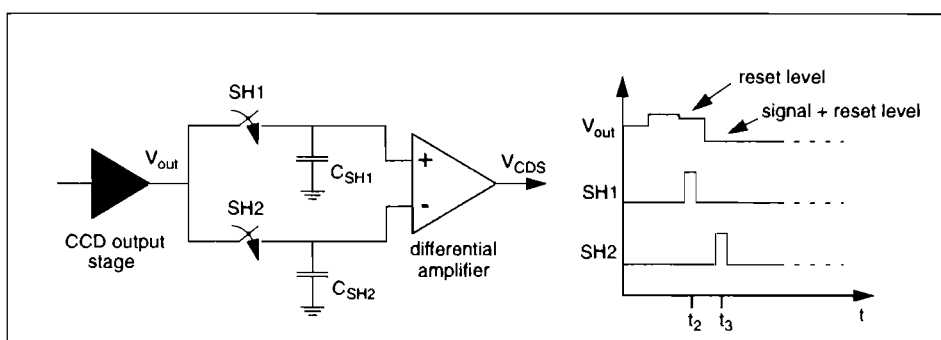 SH1
V_out
C_SH1
+
SH2
-
V_CDS
CCD output
stage
C_SH2
differential
amplifier
reset level
signal + reset level
V_out
SH1
SH2
t_2
t_3
t